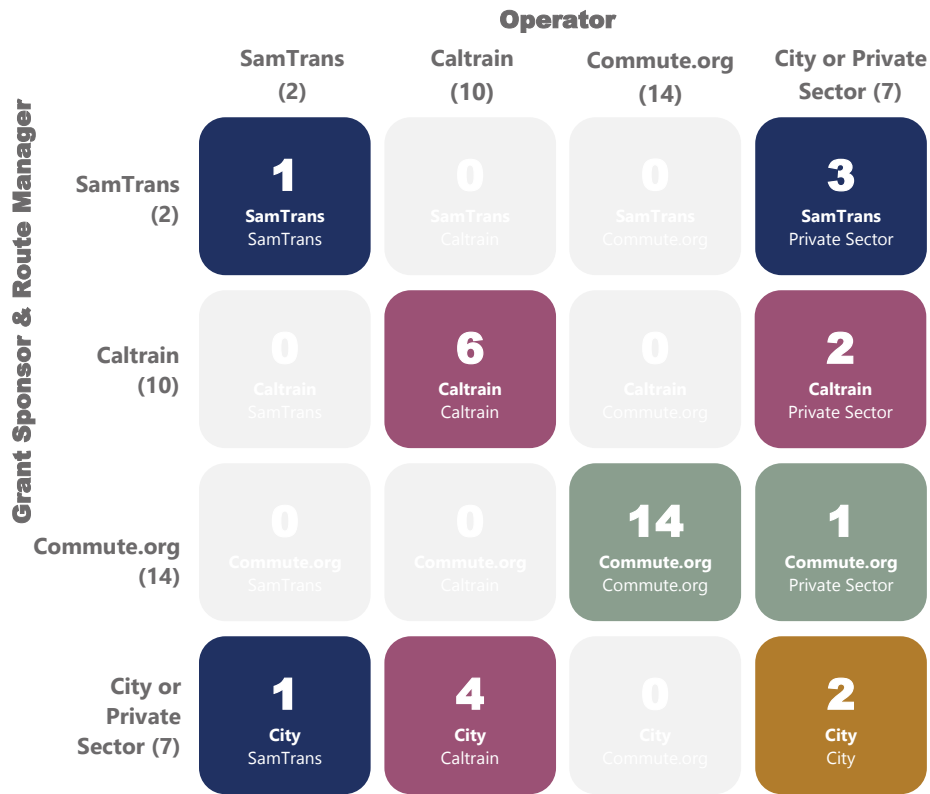 Operator
SamTrans
(2)
Caltrain
(10)
Commute.org
(14)
City or Private
Sector (7)
Grant Sponsor & Route Manager
SamTrans
(2)
1
SamTrans
SamTrans
0
SamTrans
Caltrain
0
SamTrans
Commute.org
3
SamTrans
Private Sector
Caltrain
(10)
0
Caltrain
SamTrans
6
Caltrain
Caltrain
0
Caltrain
Commute.org
2
Caltrain
Private Sector
Commute.org
(14)
0
Commute.org
SamTrans
0
Commute.org
Caltrain
14
Commute.org
Commute.org
1
Commute.org
Private Sector
City or
Private
Sector (7)
1
City
SamTrans
4
City
Caltrain
0
City
Commute.org
2
City
City